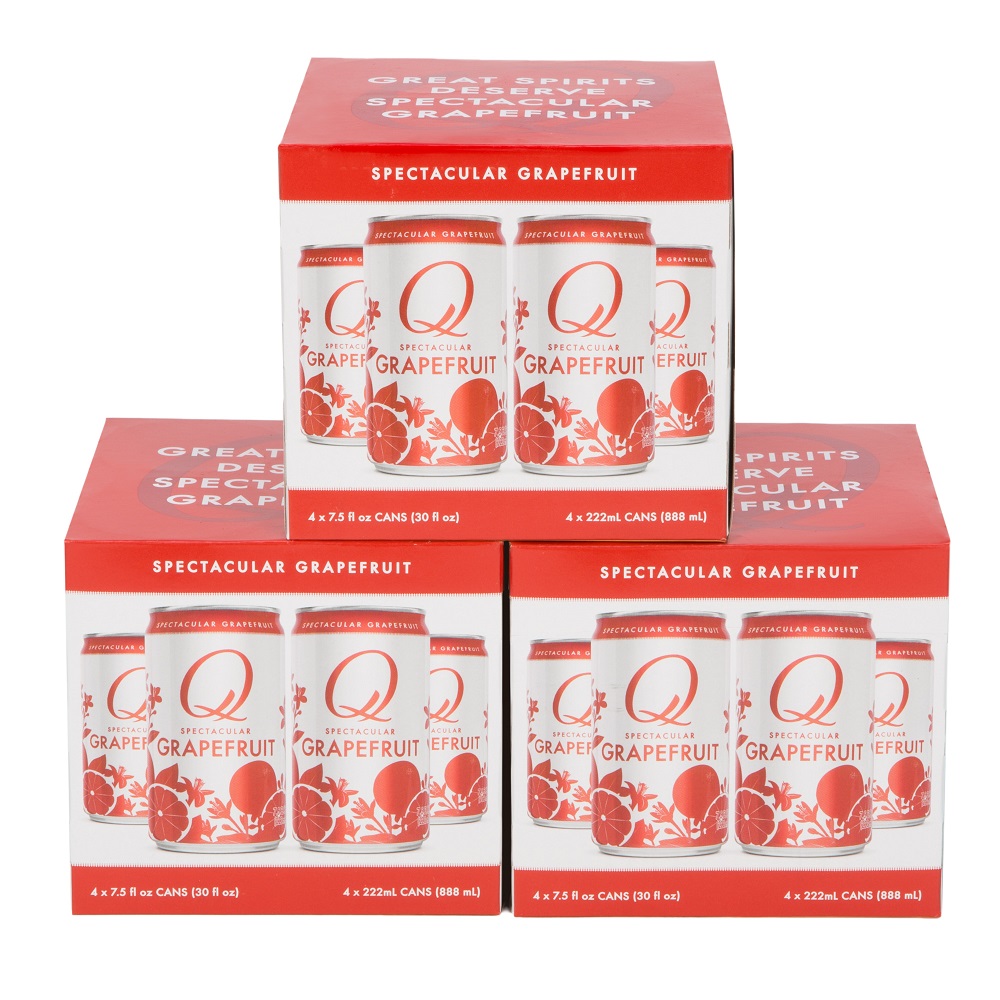 GREAT SPIRITS
DESERVE
SPECTACULAR
GRAPEFRUIT
SPECTACULAR GRAPEFRUIT
SPECTACULAR GRAPEFRUIT
SPECTACULAR GRAPEFRUIT
Q
Q
Q
Q
SPECTACULAR
SPECTACULAR
GRAPEFRUIT
GRAPEFRUIT
4 x 7.5 fl oz CANS (30 fl oz)
4 x 222mL CANS (888 mL)
GREAT
SPIRITS
SPECTACULAR GRAPEFRUIT
SPECTACULAR GRAPEFRUIT
SPECTACULAR GRAPEFRUIT
Q
Q
Q
Q
SPECTACULAR
SPECTACULAR
GRAPEFRUIT
GRAPEFRUIT
4 x 7.5 fl oz CANS (30 fl oz)
4 x 222mL CANS (888 mL)
SPECTACULAR GRAPEFRUIT
SPECTACULAR GRAPEFRUIT
SPECTACULAR GRAPEFRUIT
Q
Q
Q
Q
SPECTACULAR
SPECTACULAR
GRAPEFRUIT
GRAPEFRUIT
4 x 7.5 fl oz CANS (30 fl oz)
4 x 222mL CANS (888 mL)